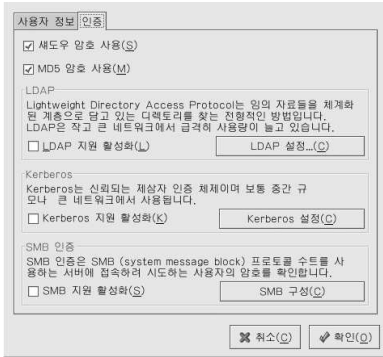 사용자 정보 인증
섀도우 암호 사용(S)
MD5 암호 사용(M)
LDAP
Lightweight Directory Access Protocol는 임의 자료들을 체계화
된 계층으로 담고 있는 디렉토리를 찾는 전형적인 방법입니다.
LDAP은 작고 큰 네트워크에서 급격히 사용량이 늘고 있습니다.
LDAP 지원 활성화(L) LDAP 설정...(C)
Kerberos
Kerberos는 신뢰되는 제삼자 인증 체제이며 보통 중간 규
모나 큰 네트워크에서 사용됩니다.
Kerberos 지원 활성화(K) Kerberos 설정(C)
SMB 인증
SMB 인증은 SMB (system message block) 프로토콜 수트를 사
용하는 서버에 접속하려 시도하는 사용자의 암호를 확인합니다.
SMB 지원 활성화(S) SMB 구성(C)
취소(C) 확인(O)